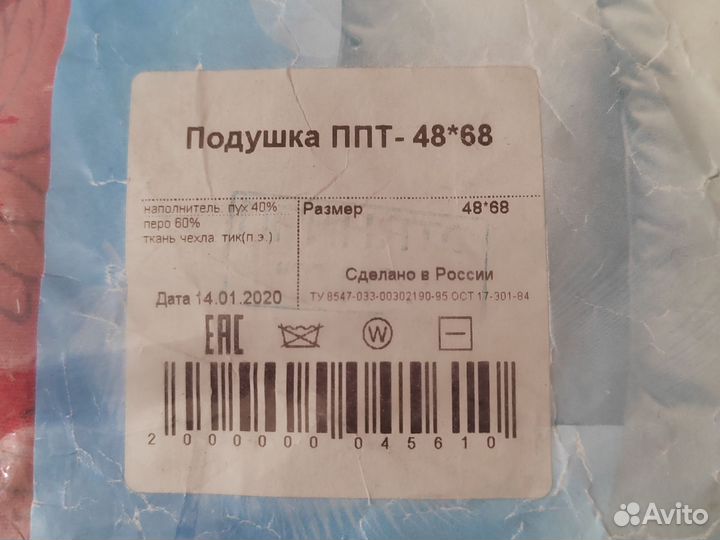 Подушка ППТ- 48*68
наполнитель: пух 40%
перо 60%
ткань чехла тик(п.э.)
Размер 48*68
Сделано в России
Дата 14.01.2020
ТУ 8547-033-00302190-95 ОСТ 17-301-84
EAC
W
2 000000 045610
Avito